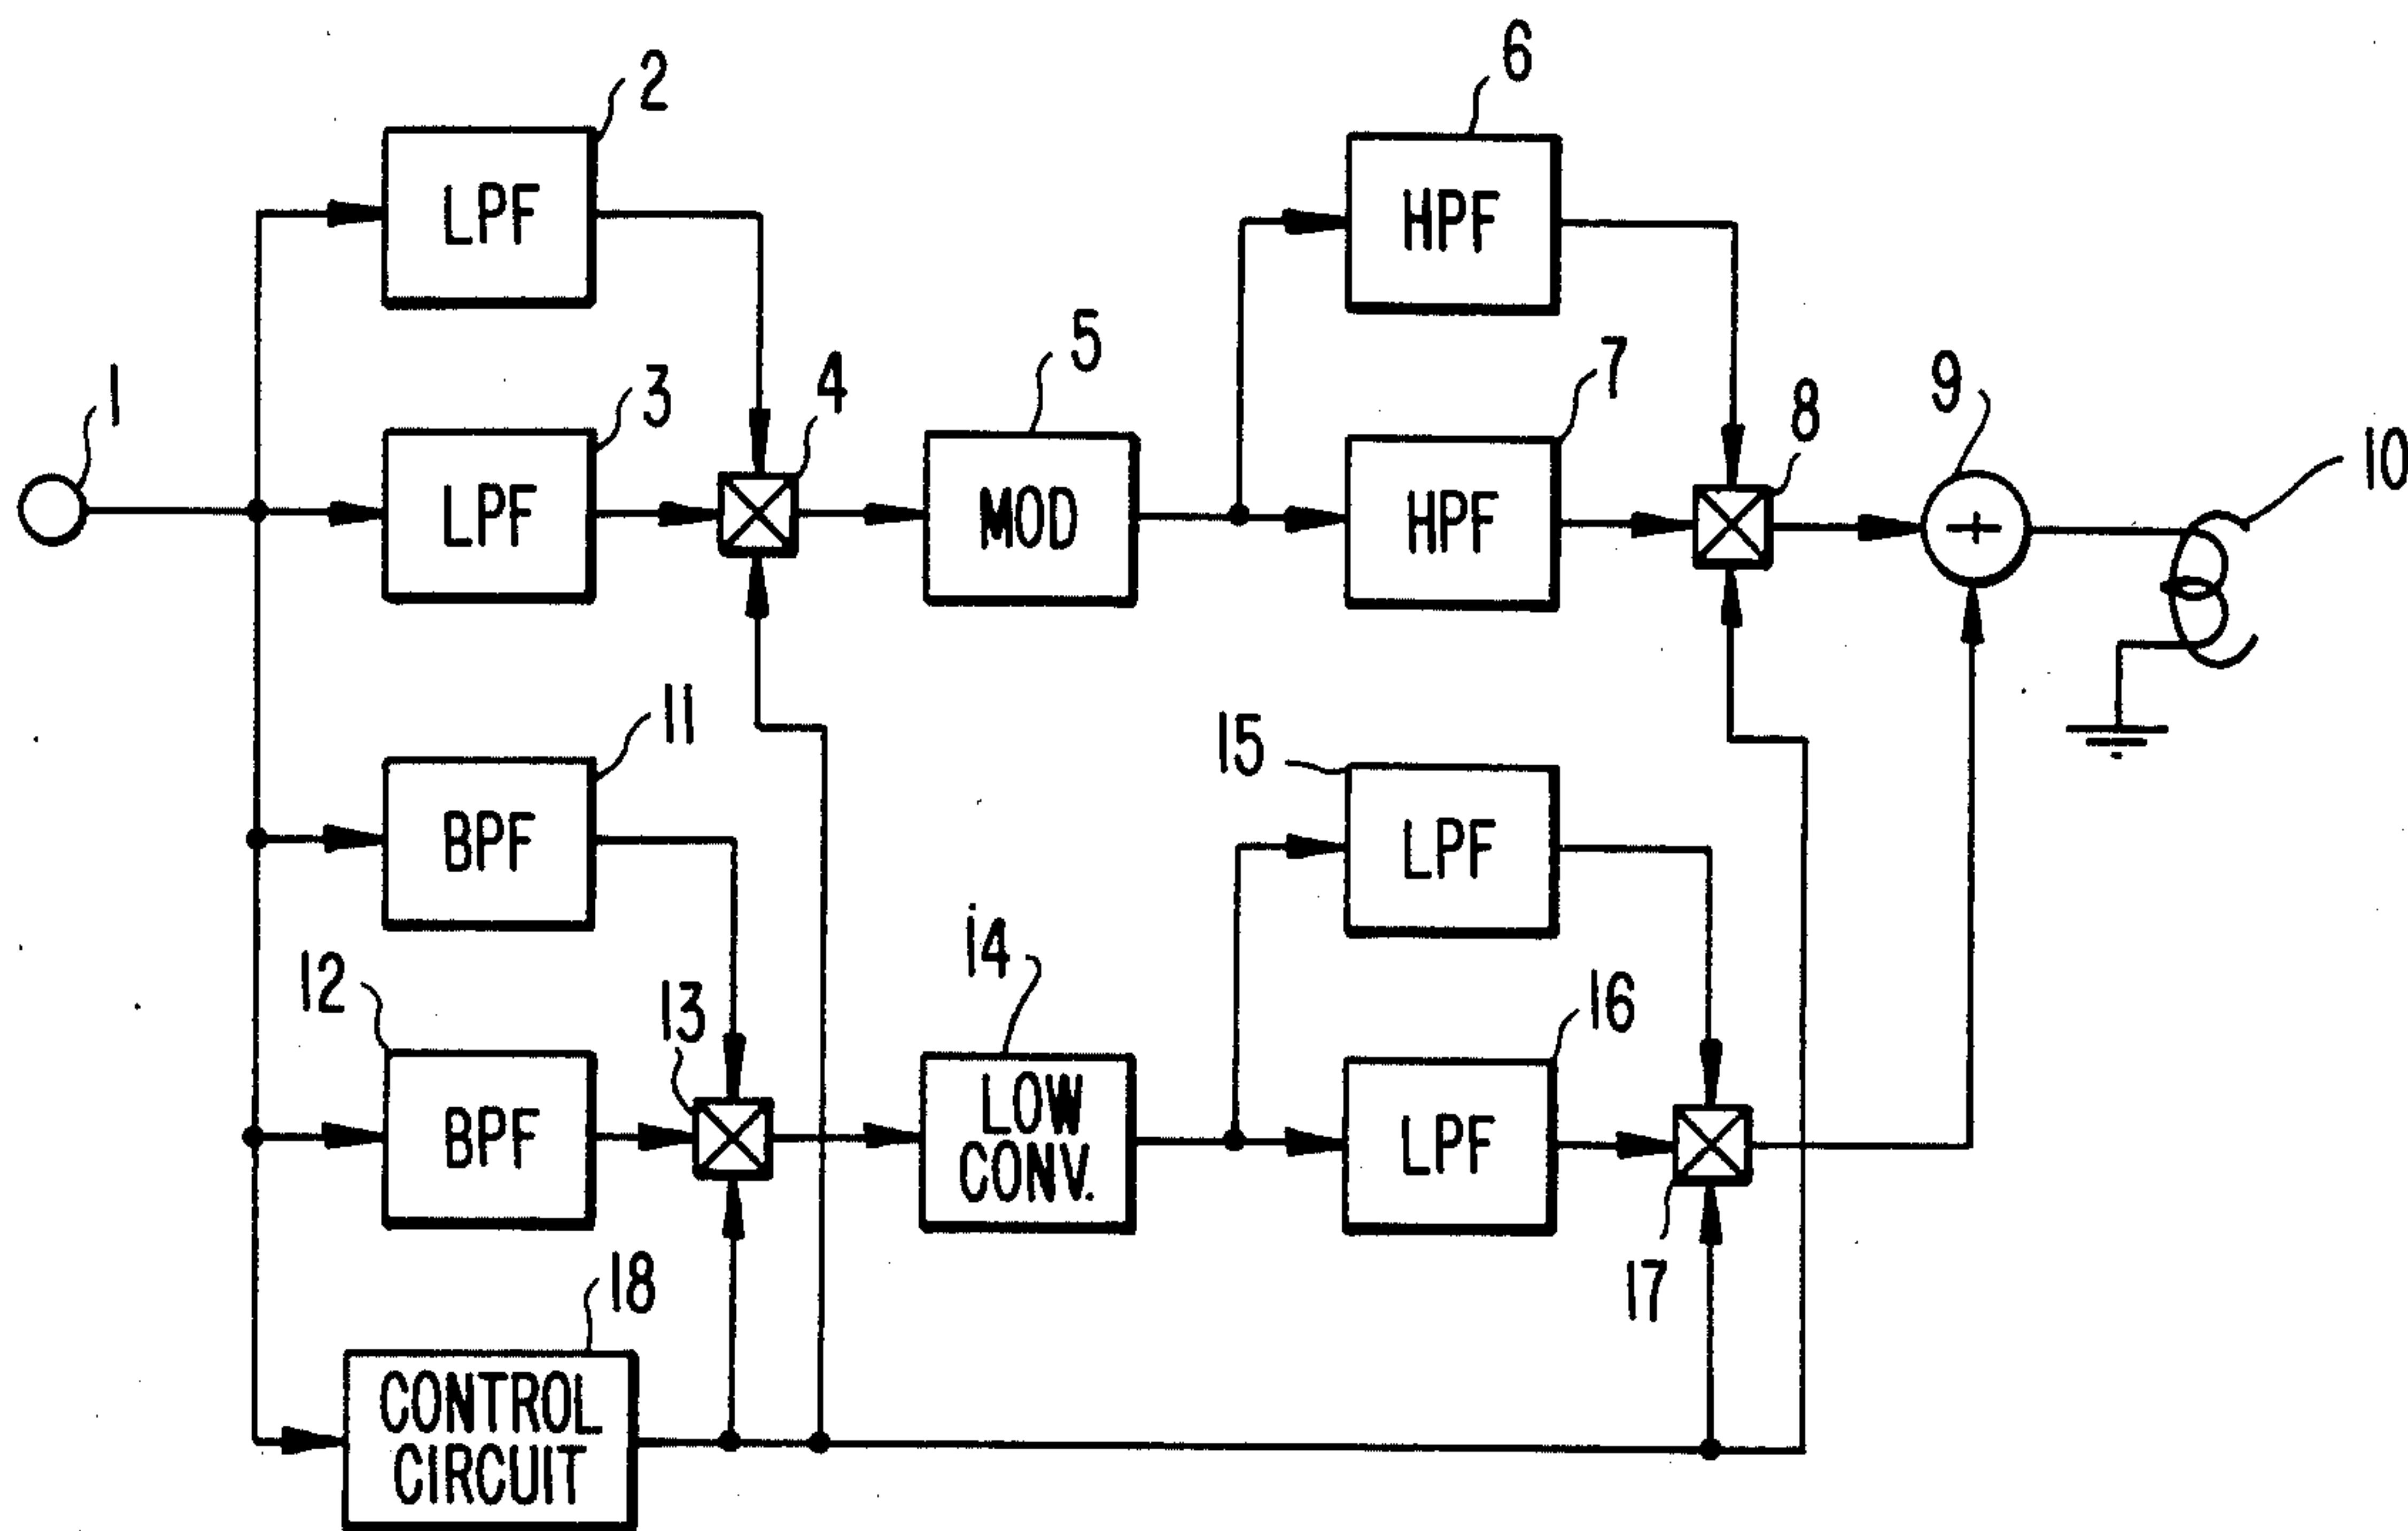 6
2
LPF
HPF
5
7
1
3
4
8
9
10
LPF
MOD
HPF
+
11
15
BPF
LPF
14
12
13
16
BPF
LOW
CONV.
LPF
17
18
CONTROL
CIRCUIT